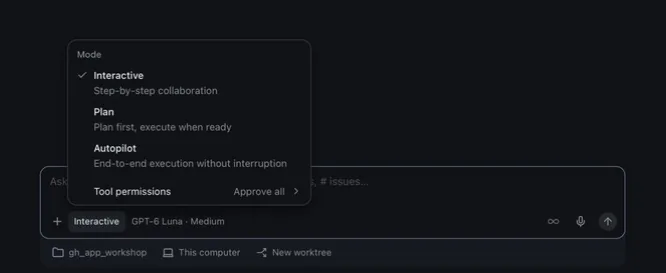 Mode
Interactive
Step-by-step collaboration
Plan
Plan first, execute when ready
Autopilot
End-to-end execution without interruption
Tool permissions Approve all
Ask , # issues...
Interactive GPT-6 Luna · Medium
gh_app_workshop This computer New worktree